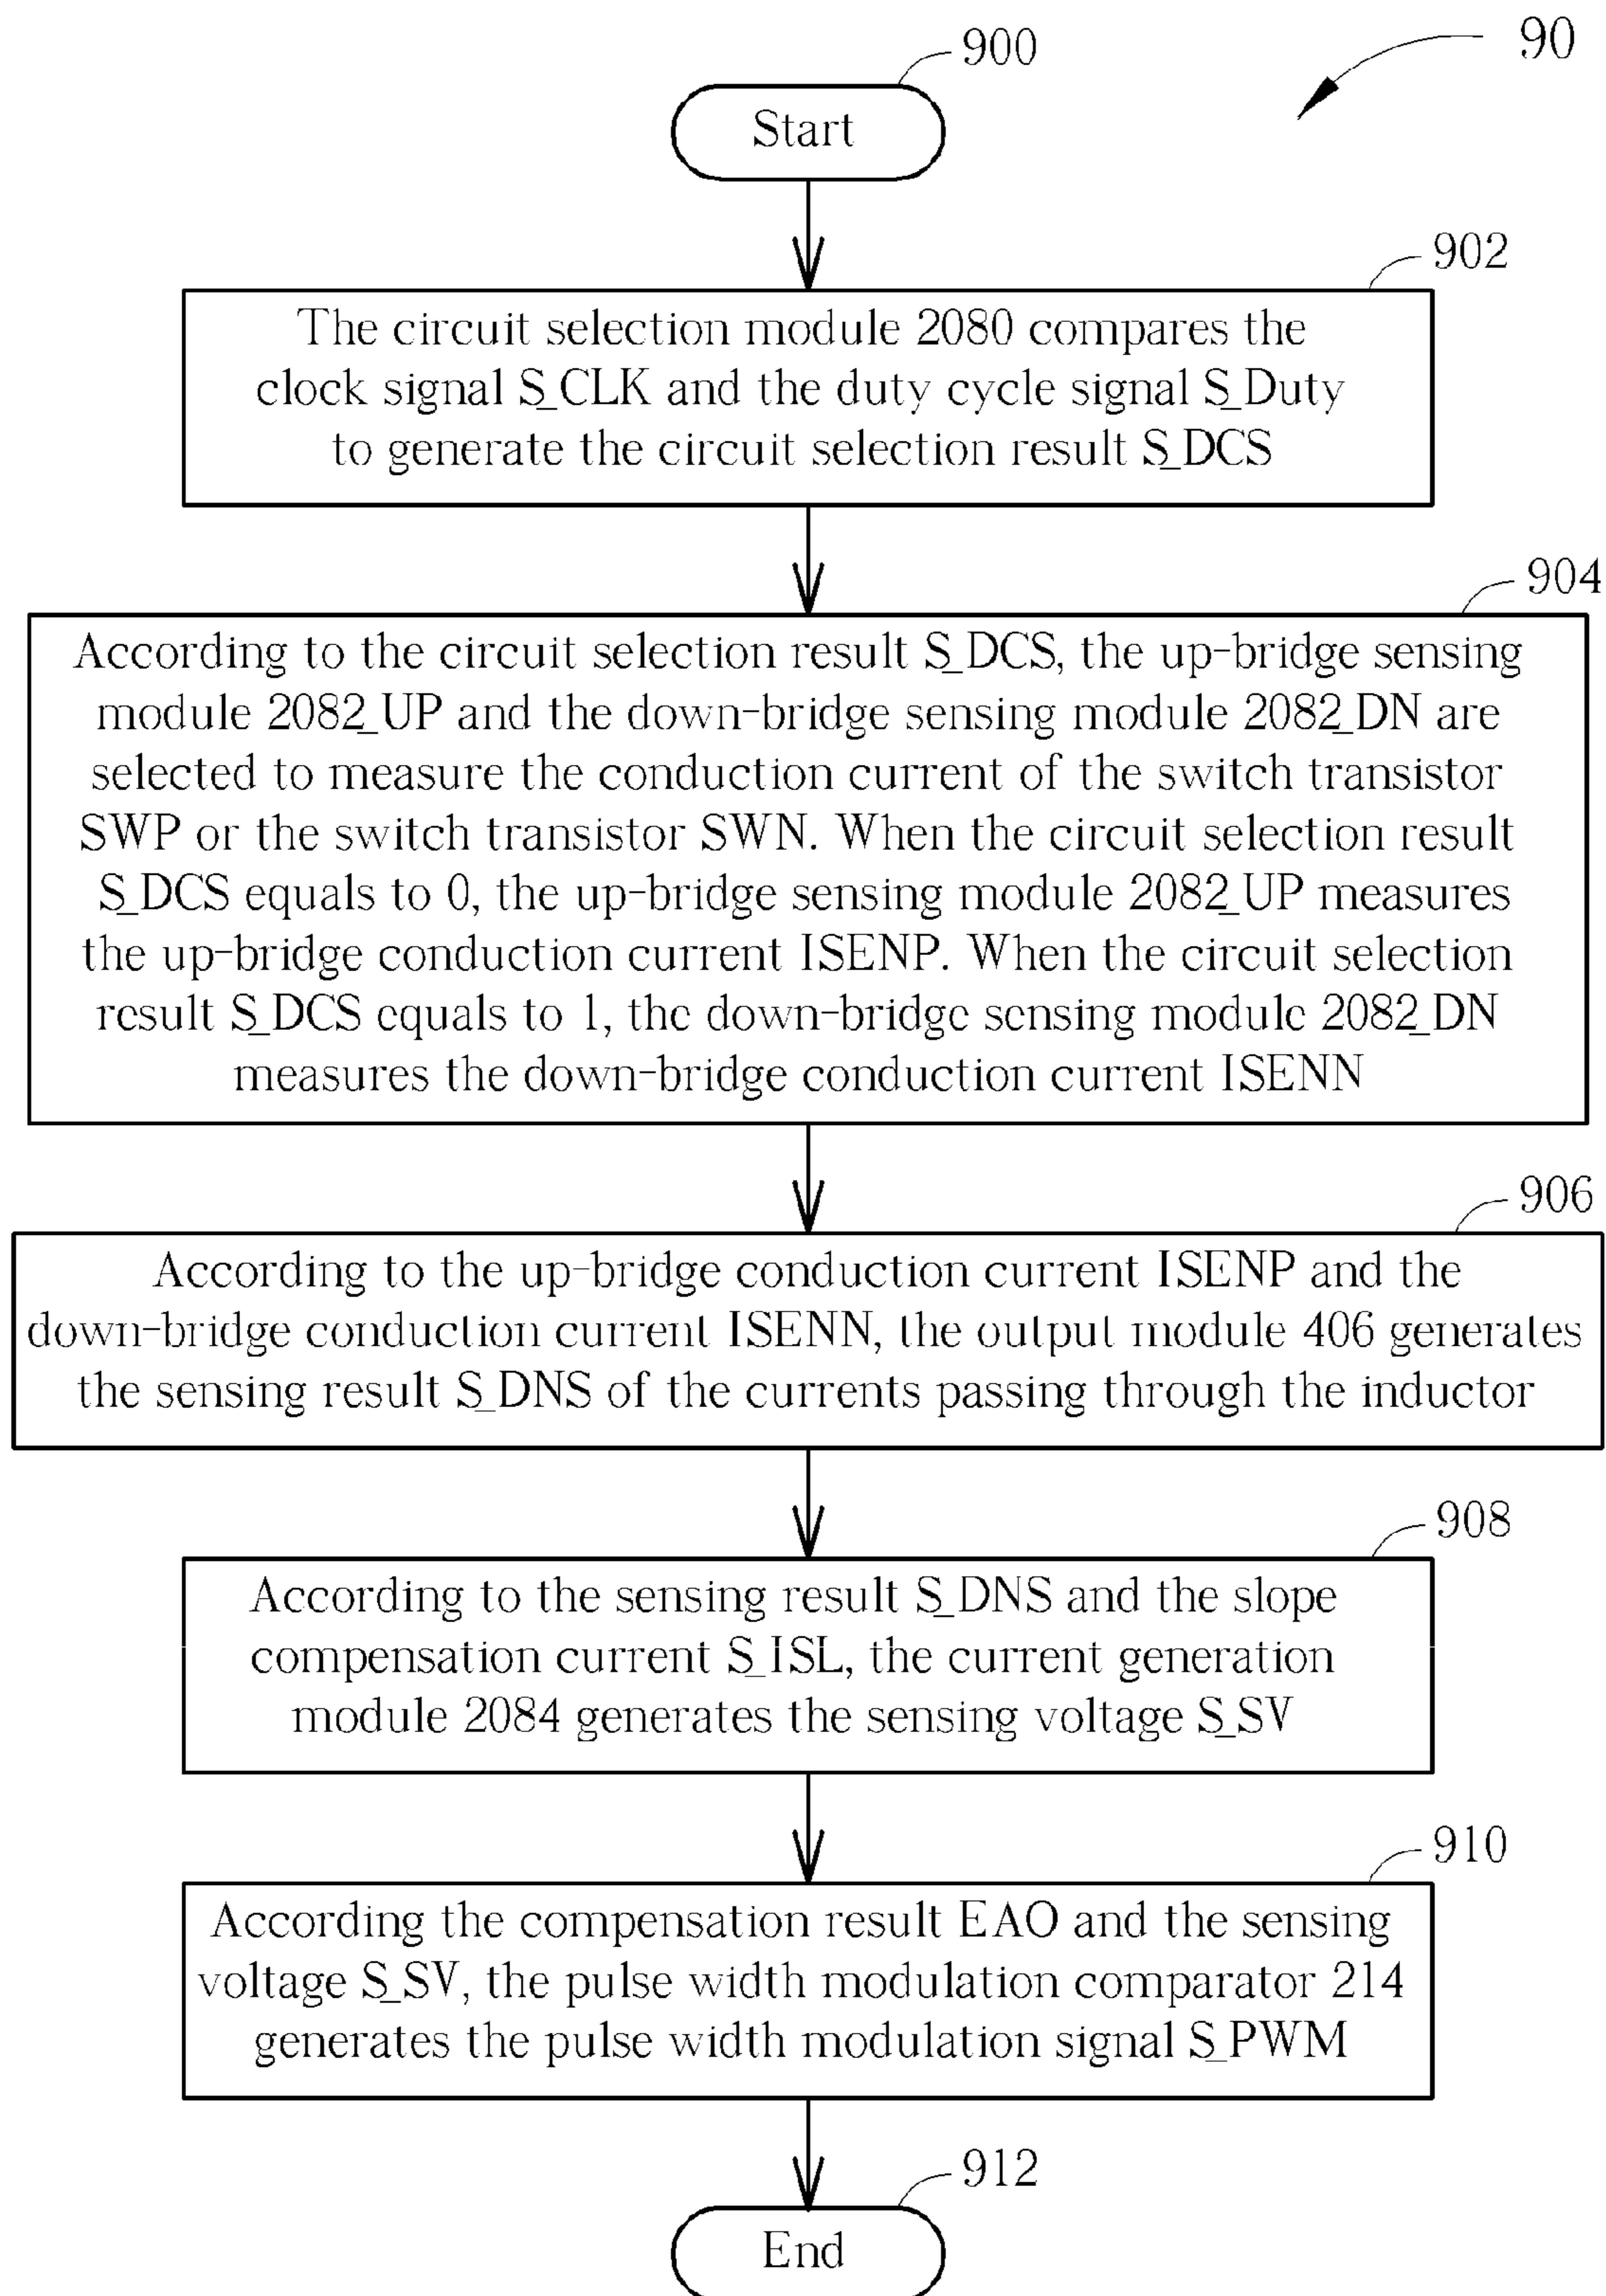 900
90
Start
902
The circuit selection module 2080 compares the
clock signal S_CLK and the duty cycle signal S_Duty
to generate the circuit selection result S_DCS
904
According to the circuit selection result S_DCS, the up-bridge sensing
module 2082_UP and the down-bridge sensing module 2082_DN are
selected to measure the conduction current of the switch transistor
SWP or the switch transistor SWN. When the circuit selection result
S_DCS equals to 0, the up-bridge sensing module 2082_UP measures
the up-bridge conduction current ISENP. When the circuit selection
result S_DCS equals to 1, the down-bridge sensing module 2082_DN
measures the down-bridge conduction current ISENN
906
According to the up-bridge conduction current ISENP and the
down-bridge conduction current ISENN, the output module 406 generates
the sensing result S_DNS of the currents passing through the inductor
908
According to the sensing result S_DNS and the slope
compensation current S_ISL, the current generation
module 2084 generates the sensing voltage S_SV
910
According the compensation result EAO and the sensing
voltage S_SV, the pulse width modulation comparator 214
generates the pulse width modulation signal S_PWM
912
End